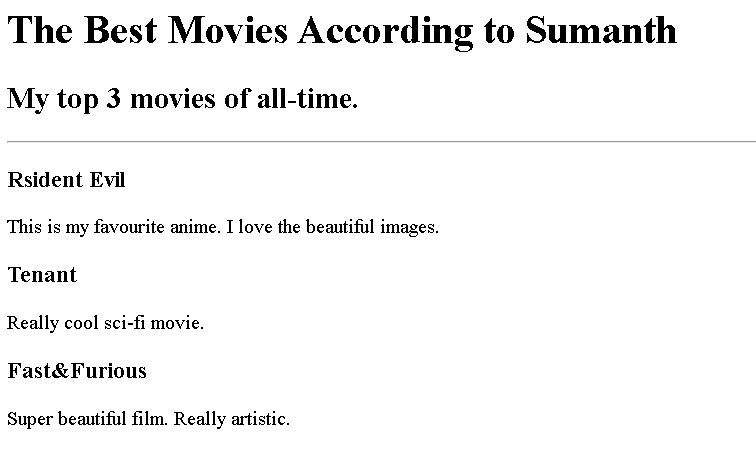 The Best Movies According to Sumanth
My top 3 movies of all-time.
Rsident Evil
This is my favourite anime. I love the beautiful images.
Tenant
Really cool sci-fi movie.
Fast&Furious
Super beautiful film. Really artistic.